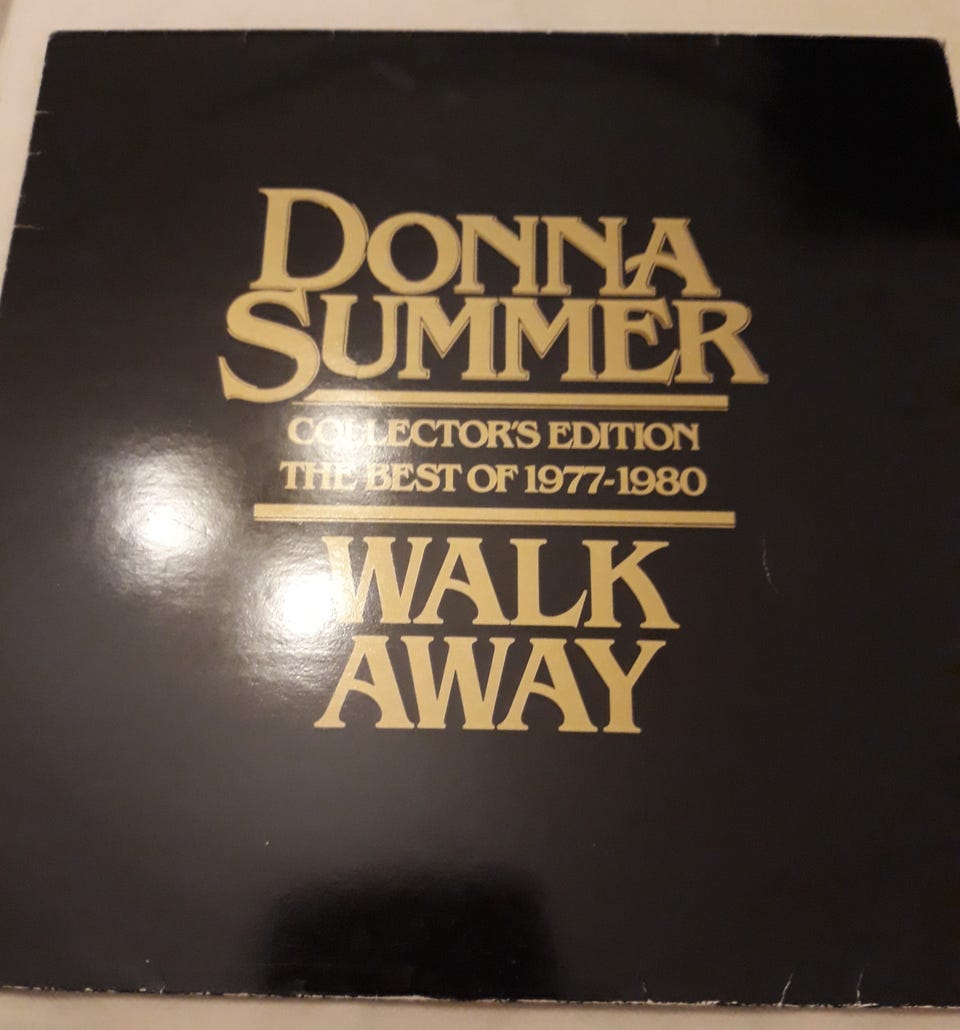 DONNA
SUMMER
COLLECTOR'S EDITION
THE BEST OF 1977-1980
WALK
AWAY